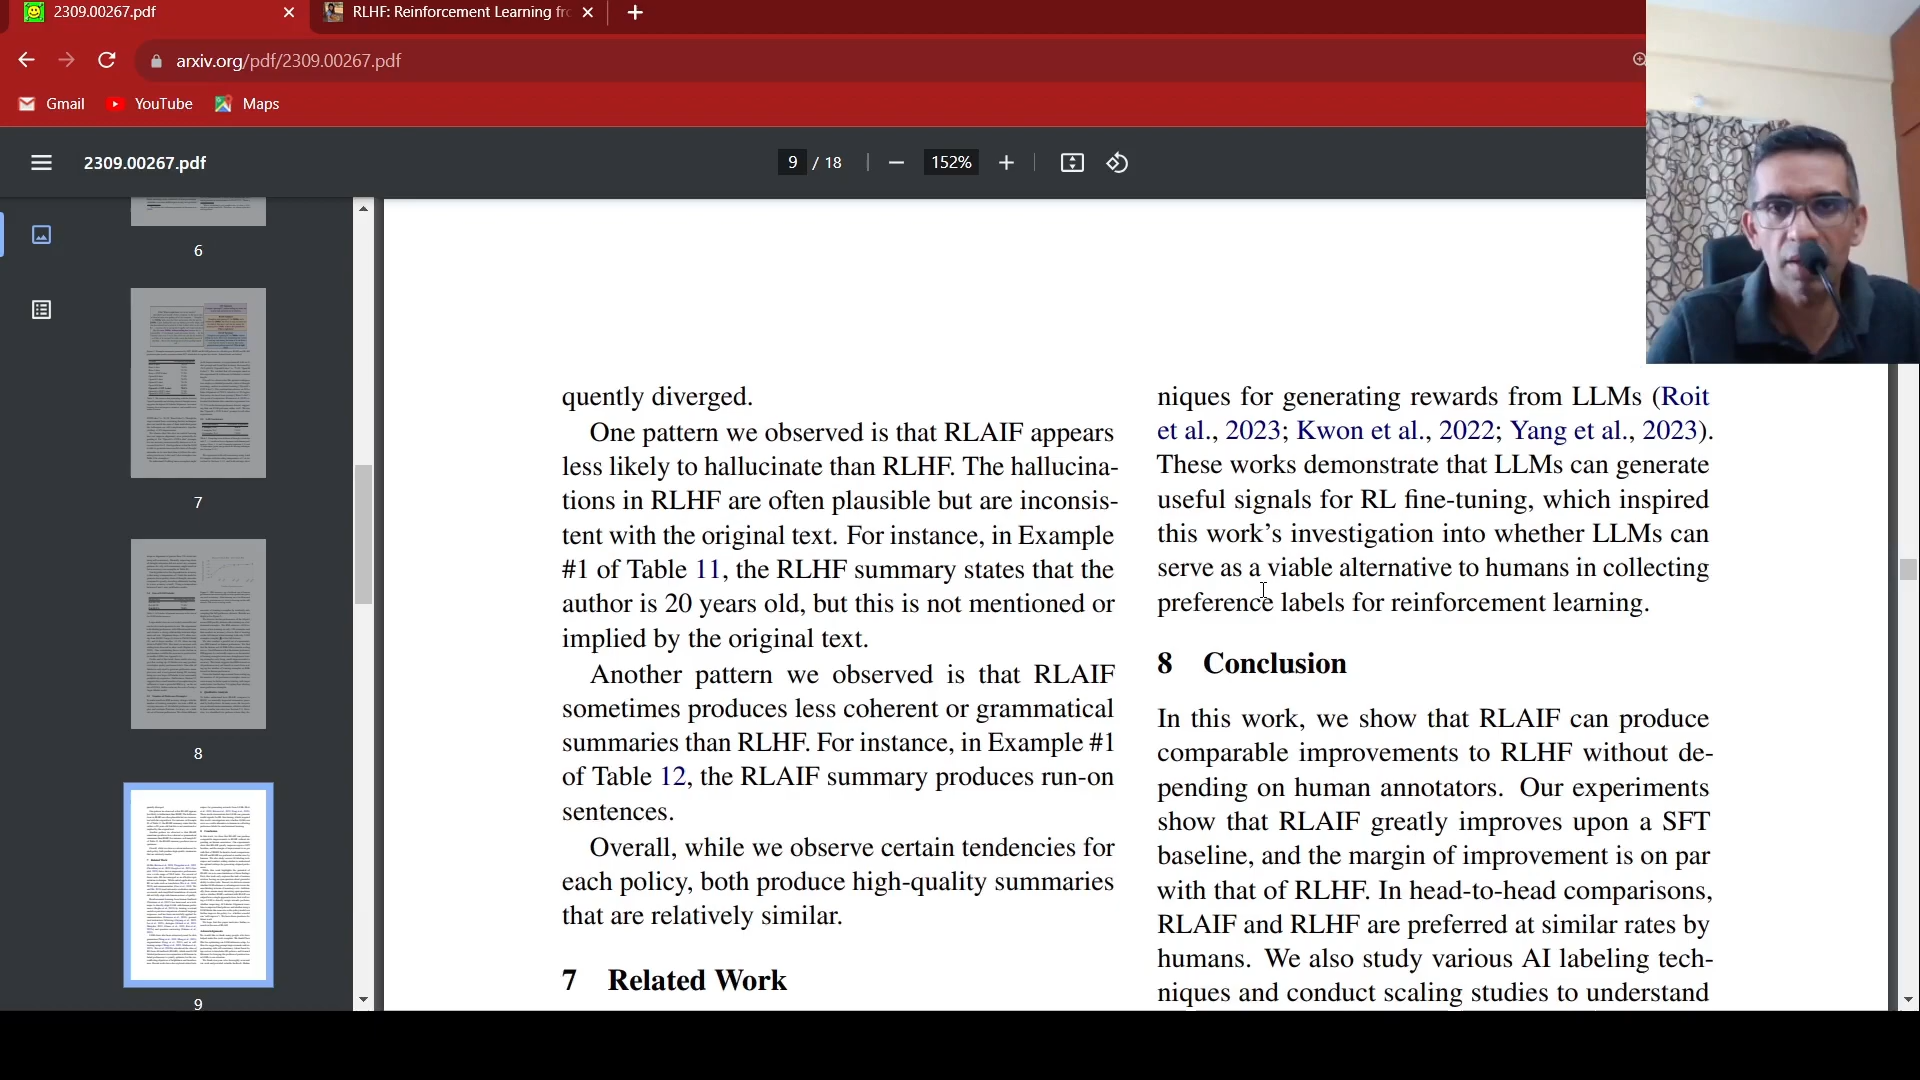 2309.00267.pdf
RLHF: Reinforcement Learning fro
arxiv.org/pdf/2309.00267.pdf
Gmail
YouTube
Maps
2309.00267.pdf
9 / 18
152%
6
7
8
9
quently diverged.
One pattern we observed is that RLAIF appears
less likely to hallucinate than RLHF. The hallucina-
tions in RLHF are often plausible but are inconsis-
tent with the original text. For instance, in Example
#1 of Table 11, the RLHF summary states that the
author is 20 years old, but this is not mentioned or
implied by the original text.
Another pattern we observed is that RLAIF
sometimes produces less coherent or grammatical
summaries than RLHF. For instance, in Example #1
of Table 12, the RLAIF summary produces run-on
sentences.
Overall, while we observe certain tendencies for
each policy, both produce high-quality summaries
that are relatively similar.
7 Related Work
niques for generating rewards from LLMs (Roit
et al., 2023; Kwon et al., 2022; Yang et al., 2023).
These works demonstrate that LLMs can generate
useful signals for RL fine-tuning, which inspired
this work's investigation into whether LLMs can
serve as a viable alternative to humans in collecting
preference labels for reinforcement learning.
8 Conclusion
In this work, we show that RLAIF can produce
comparable improvements to RLHF without de-
pending on human annotators. Our experiments
show that RLAIF greatly improves upon a SFT
baseline, and the margin of improvement is on par
with that of RLHF. In head-to-head comparisons,
RLAIF and RLHF are preferred at similar rates by
humans. We also study various AI labeling tech-
niques and conduct scaling studies to understand